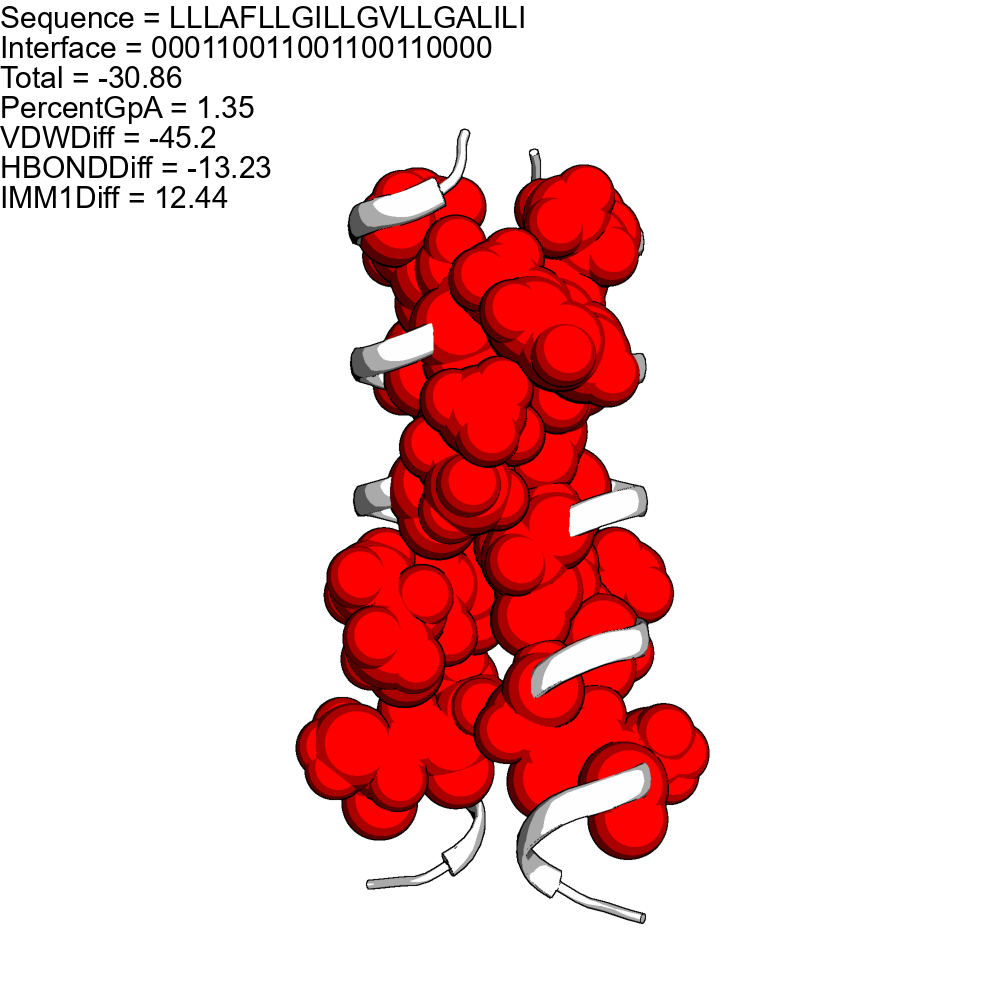 Sequence = LLLAFLLGILLGVLLGALILI
Interface = 000110011001100110000
Total = -30.86
PercentGpA = 1.35
VDWDiff = -45.2
HBONDDiff = -13.23
IMM1Diff = 12.44